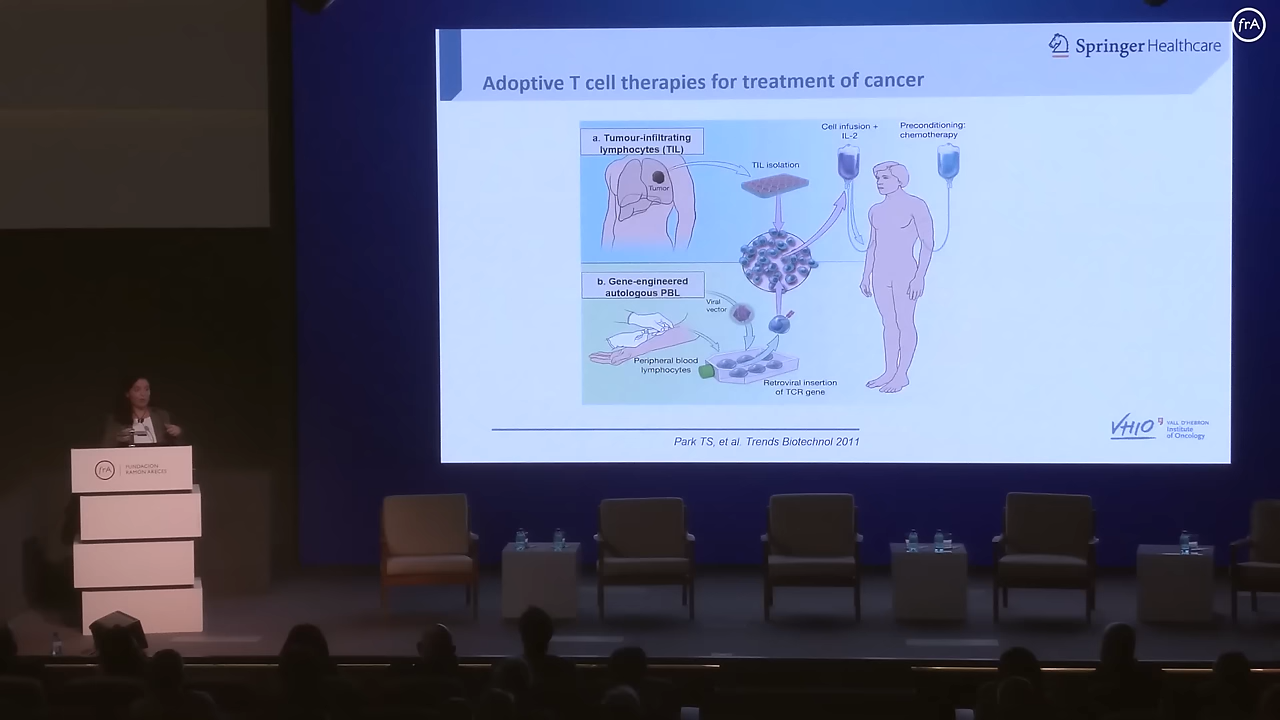 frA
Springer Healthcare
Adoptive T cell therapies for treatment of cancer
a. Tumour-infiltrating
lymphocytes (TIL)
Tumor
TIL isolation
Cell infusion +
IL-2
Preconditioning:
chemotherapy
b. Gene-engineered
autologous PBL
Viral
vector
Peripheral blood
lymphocytes
Retroviral insertion
of TCR gene
Park TS, et al. Trends Biotechnol 2011
VHIO
VALL D'HEBRON
Institute
of Oncology
frA
FUNDACIÓN
RAMÓN ARECES